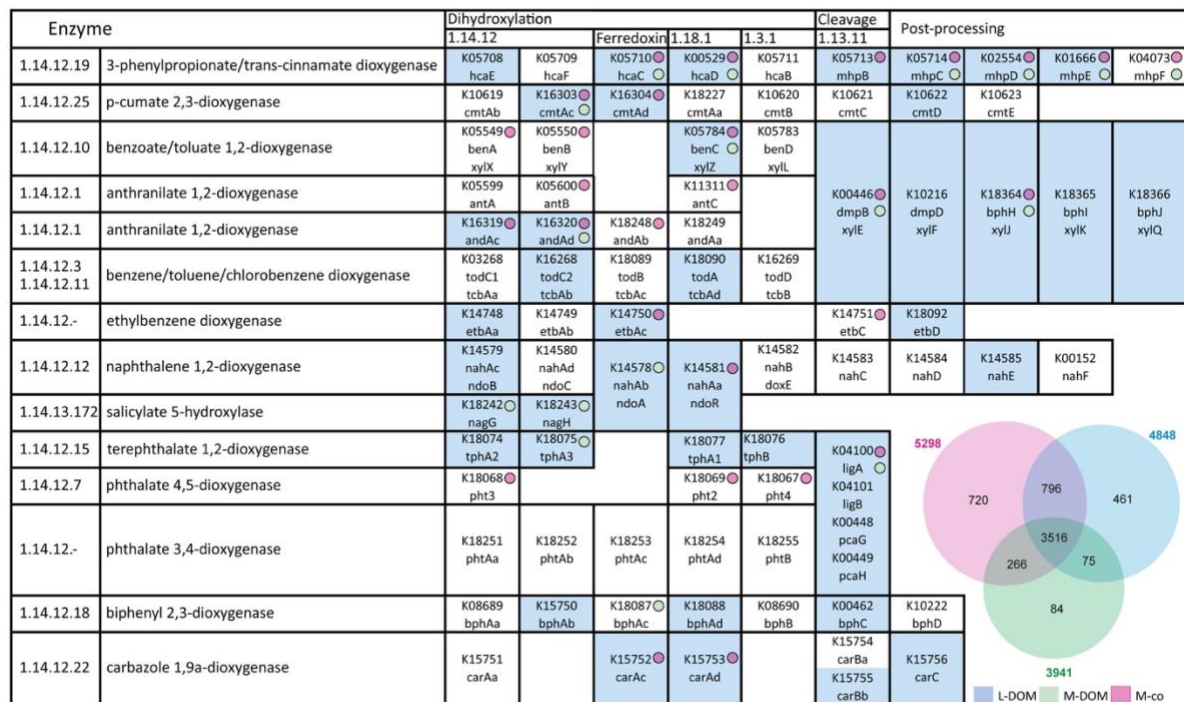 Enzyme
Dihydroxylation
Cleavage
Post-processing
1.14.12
Ferredoxin
1.18.1
1.3.1
1.13.11
1.14.12.19
3-phenylpropionate/trans-cinnamate dioxygenase
K05708
hcaE
K05709
hcaF
K05710
hcaC
K00529
hcaD
K05711
hcaB
K05713
mhpB
K05714
mhpC
K02554
mhpD
K01666
mhpE
K04073
mhpF
1.14.12.25
p-cumate 2,3-dioxygenase
K10619
cmtAb
K16303
cmtAc
K16304
cmtAd
K18227
cmtAa
K10620
cmtB
K10621
cmtC
K10622
cmtD
K10623
cmtE
1.14.12.10
benzoate/toluate 1,2-dioxygenase
K05549
benA
xylX
K05550
benB
xylY
K05784
benC
xylZ
K05783
benD
xylL
K00446
dmpB
xylE
K10216
dmpD
xylF
K18364
bphH
xylJ
K18365
bphI
xylK
K18366
bphJ
xylQ
1.14.12.1
anthranilate 1,2-dioxygenase
K05599
antA
K05600
antB
K11311
antC
1.14.12.1
anthranilate 1,2-dioxygenase
K16319
andAc
K16320
andAd
K18248
andAb
K18249
andAa
1.14.12.3
1.14.12.11
benzene/toluene/chlorobenzene dioxygenase
K03268
todC1
tcbAa
K16268
todC2
tcbAb
K18089
todB
tcbAc
K18090
todA
tcbAd
K16269
todD
tcbB
1.14.12.-
ethylbenzene dioxygenase
K14748
etbAa
K14749
etbAb
K14750
etbAc
K14751
etbC
K18092
etbD
1.14.12.12
naphthalene 1,2-dioxygenase
K14579
nahAc
ndoB
K14580
nahAd
ndoC
K14578
nahAb
ndoA
K14581
nahAa
ndoR
K14582
nahB
doxE
K14583
nahC
K14584
nahD
K14585
nahE
K00152
nahF
1.14.13.172
salicylate 5-hydroxylase
K18242
nagG
K18243
nagH
1.14.12.15
terephthalate 1,2-dioxygenase
K18074
tphA2
K18075
tphA3
K18077
tphA1
K18076
tphB
K04100
ligA
K04101
ligB
K00448
pcaG
K00449
pcaH
1.14.12.7
phthalate 4,5-dioxygenase
K18068
pht3
K18069
pht2
K18067
pht4
1.14.12.-
phthalate 3,4-dioxygenase
K18251
phtAa
K18252
phtAb
K18253
phtAc
K18254
phtAd
K18255
phtB
1.14.12.18
biphenyl 2,3-dioxygenase
K08689
bphAa
K15750
bphAb
K18087
bphAc
K18088
bphAd
K08690
bphB
K00462
bphC
K10222
bphD
1.14.12.22
carbazole 1,9a-dioxygenase
K15751
carAa
K15752
carAc
K15753
carAd
K15754
carBa
K15755
carBb
K15756
carC
5298
4848
720
796
461
3516
266
75
84
3941
L-DOM
M-DOM
M-co